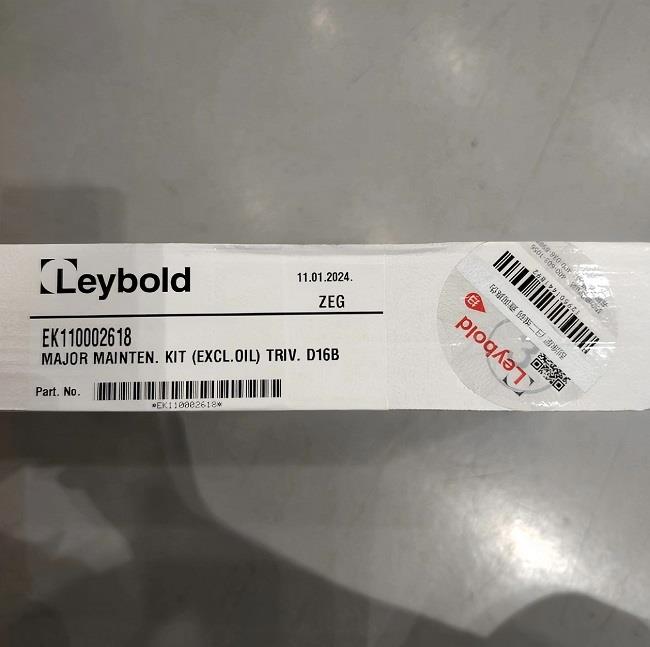 Leybold
11.01.2024.
ZEG
EK110002618
MAJOR MAINTEN. KIT (EXCL.OIL) TRIV. D16B
Part. No.
*EK110002618*
Leybold